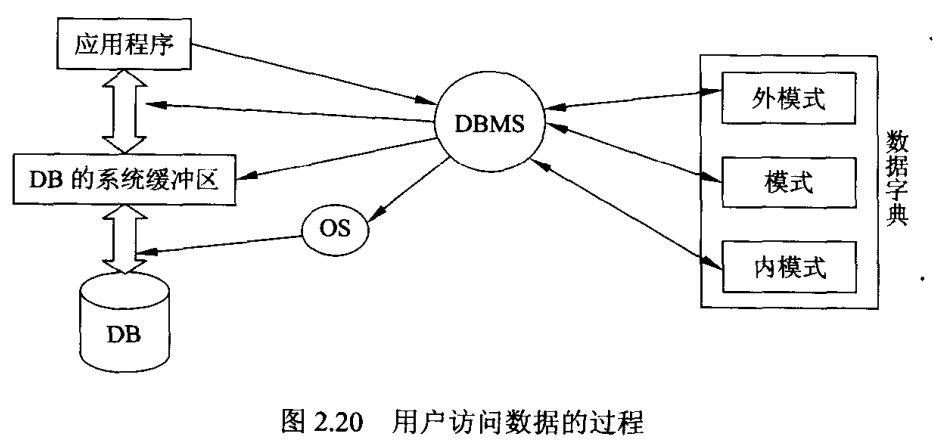 应用程序
DBMS
外模式
模式
内模式
数据字典
DB 的系统缓冲区
OS
DB
图 2.20 用户访问数据的过程